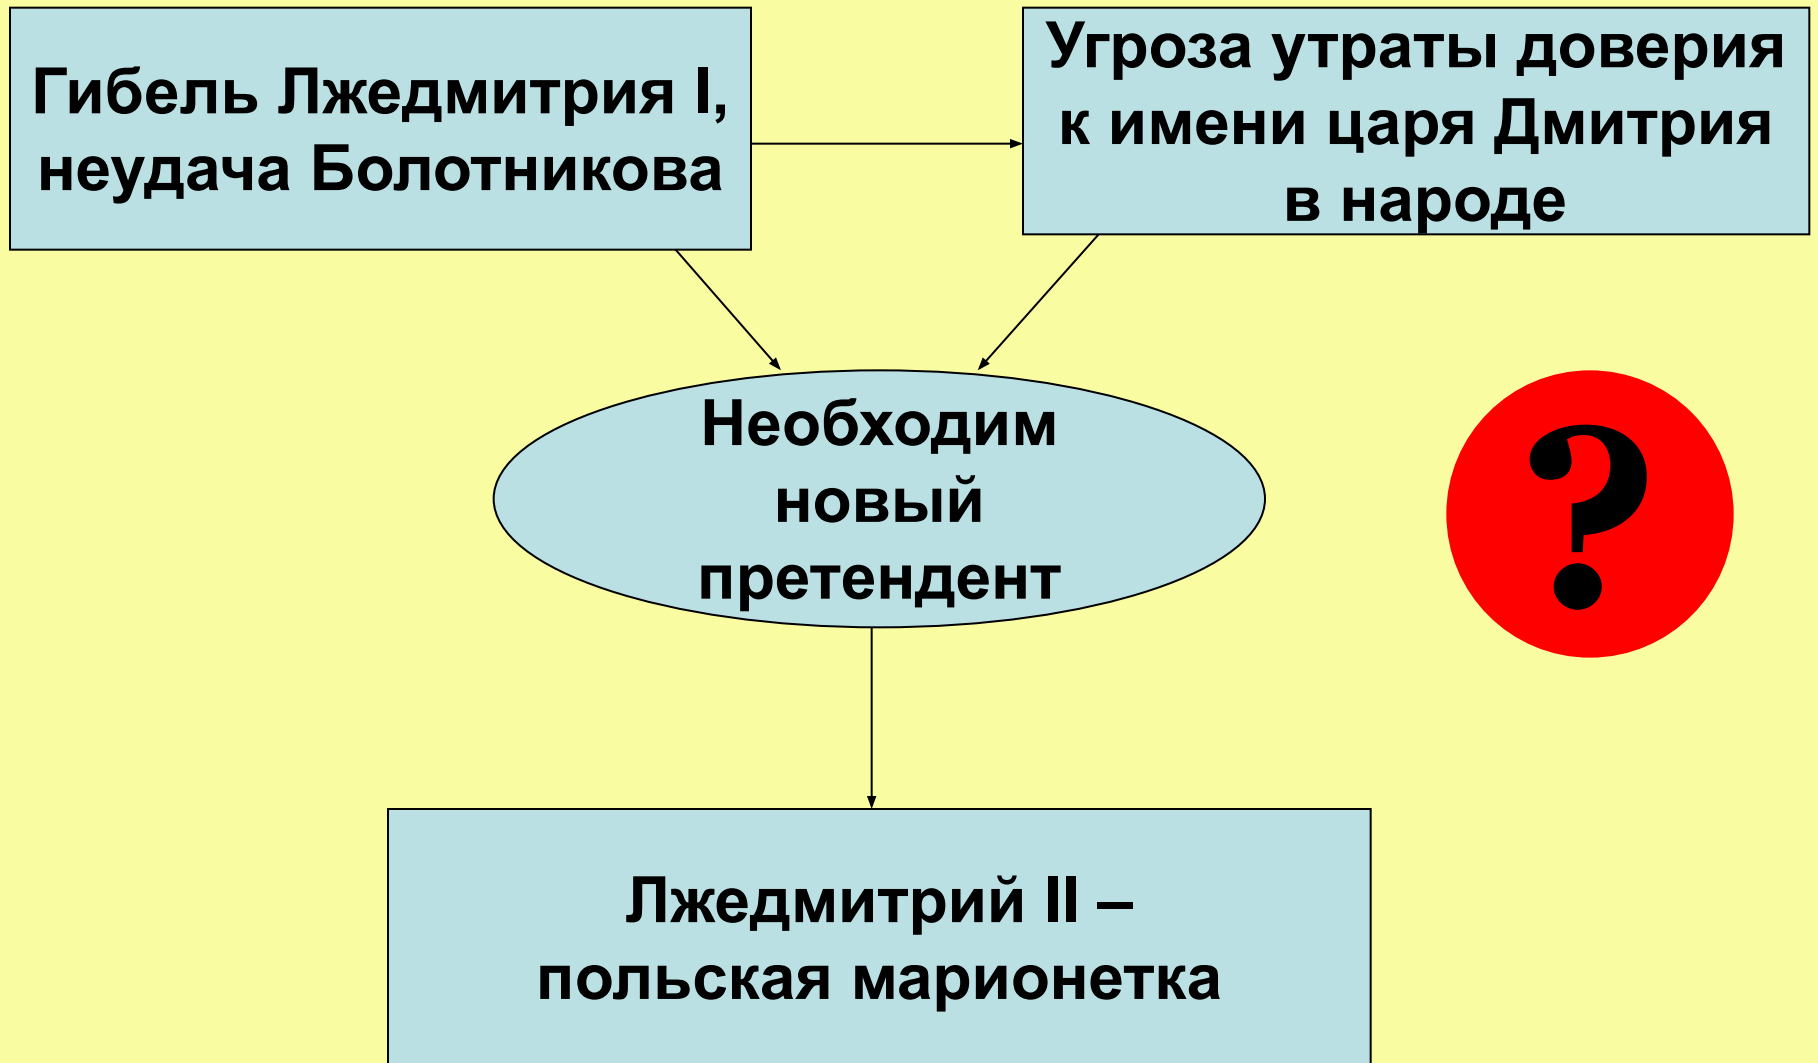 Гибель Лжедмитрия I,
неудача Болотникова
Угроза утраты доверия
к имени царя Дмитрия
в народе
Необходим
новый
претендент
?
Лжедмитрий II –
польская марионетка